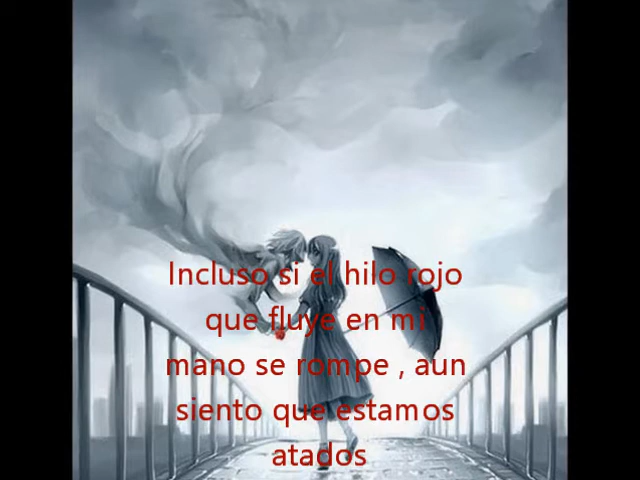 Incluso si el hilo rojo
que fluye en mi
mano se rompe , aun
siento que estamos
atados